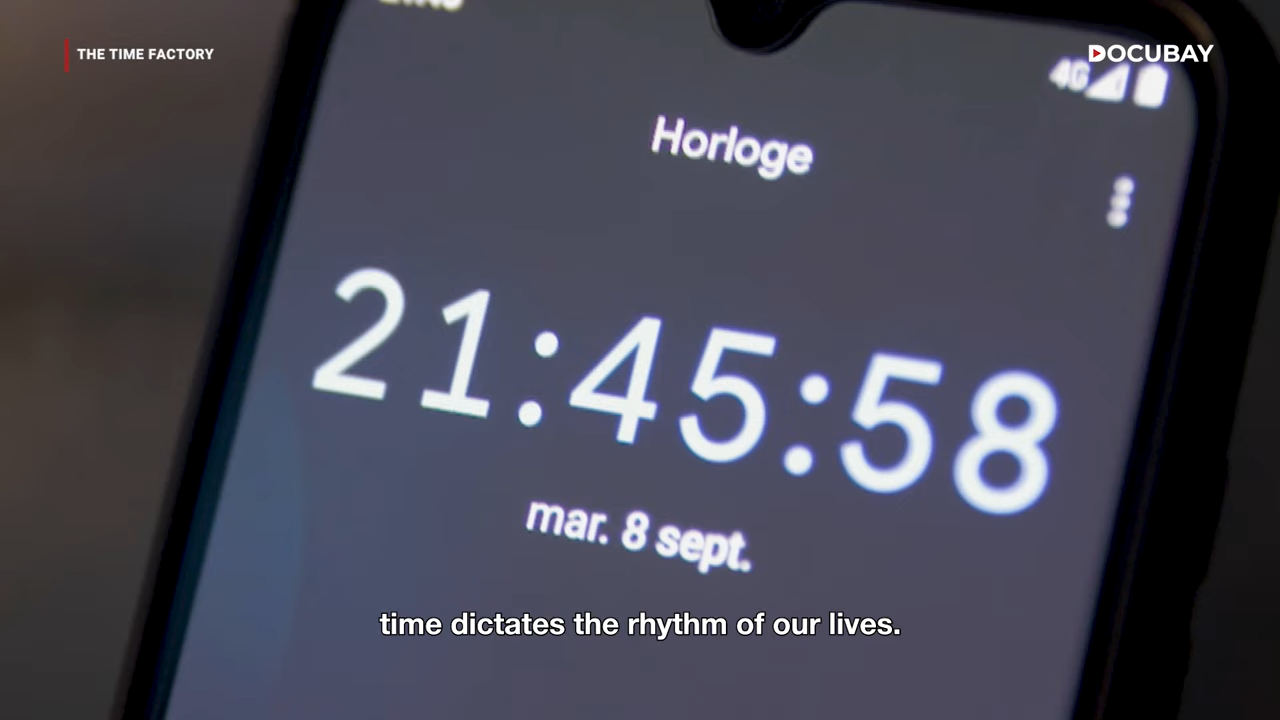 THE TIME FACTORY
DOCUBAY
4G
Horloge
21:45:58
mar. 8 sept.
time dictates the rhythm of our lives.